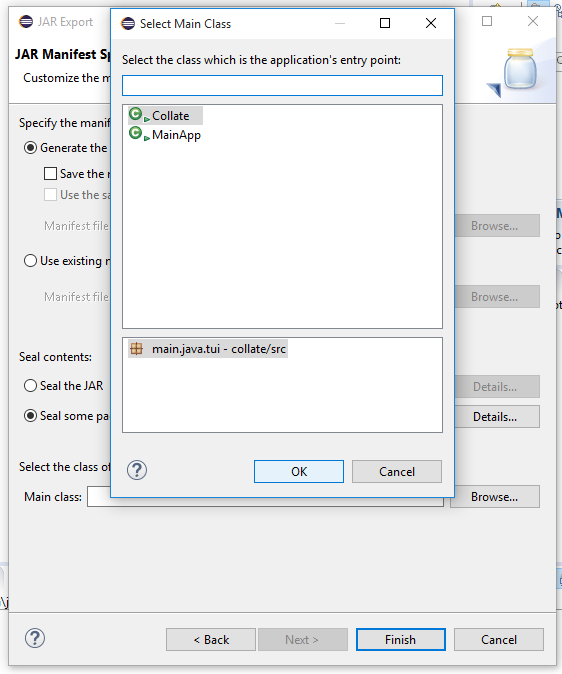 JAR Export
Select Main Class
JAR Manifest Sp
Customize the m
Select the class which is the application's entry point:
Collate
MainApp
Specify the manif
Generate the
Save the
Use the sa
Manifest file
Browse...
Use existing
Manifest file
Browse...
main.java.tui - collate/src
Seal contents:
Seal the JAR
Details...
Seal some pa
Details...
OK
Cancel
Select the class of
Main class:
Browse...
< Back
Next >
Finish
Cancel